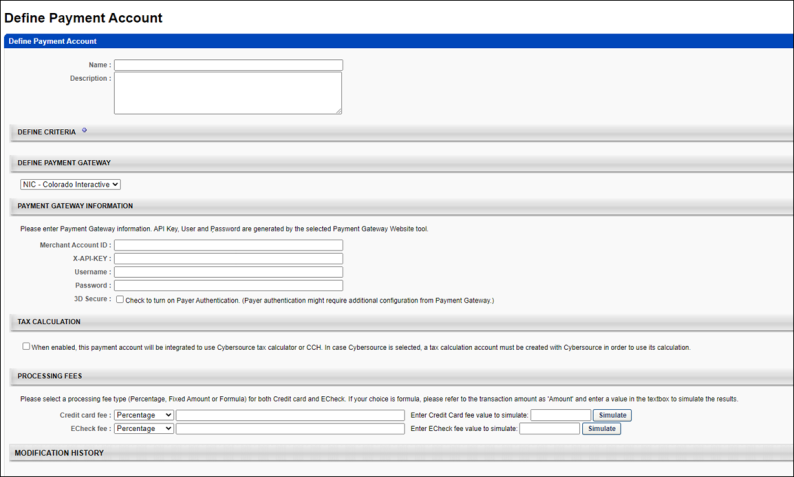 Define Payment Account
Define Payment Account
Name :
Description :
DEFINE CRITERIA
DEFINE PAYMENT GATEWAY
NIC - Colorado Interactive
PAYMENT GATEWAY INFORMATION
Please enter Payment Gateway information. API Key, User and Password are generated by the selected Payment Gateway Website tool.
Merchant Account ID :
X-API-KEY :
Username :
Password :
3D Secure : Check to turn on Payer Authentication. (Payer authentication might require additional configuration from Payment Gateway.)
TAX CALCULATION
When enabled, this payment account will be integrated to use Cybersource tax calculator or CCH. In case Cybersource is selected, a tax calculation account must be created with Cybersource in order to use its calculation.
PROCESSING FEES
Please select a processing fee type (Percentage, Fixed Amount or Formula) for both Credit card and ECheck. If your choice is formula, please refer to the transaction amount as 'Amount' and enter a value in the textbox to simulate the results.
Credit card fee : Percentage Enter Credit Card fee value to simulate: Simulate
ECheck fee : Percentage Enter ECheck fee value to simulate: Simulate
MODIFICATION HISTORY